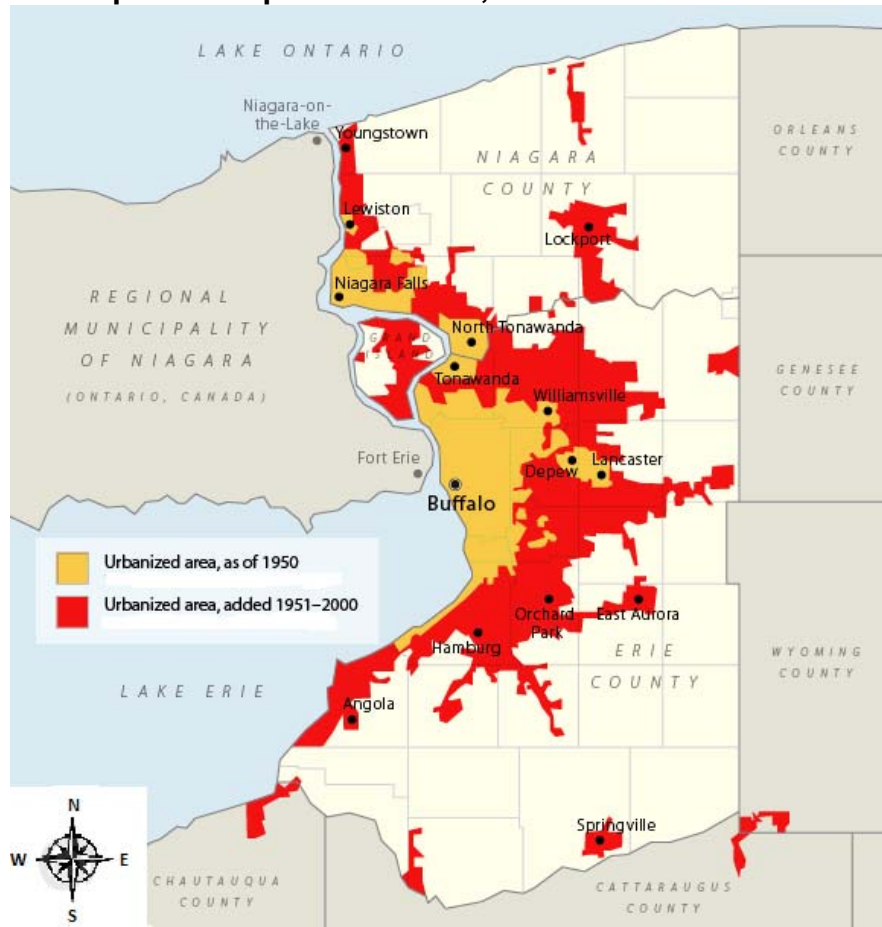 LAKE ONTARIO
Niagara-on-
the-Lake
Youngstown
NIAGARA
COUNTY
ORLEANS
COUNTY
Lewiston
Lockport
REGIONAL
MUNICIPALITY
OF NIAGARA
(ONTARIO, CANADA)
Niagara Falls
GRAND
ISLAND
North Tonawanda
Tonawanda
Williamsville
GENESEE
COUNTY
Fort Erie
Depew
Lancaster
Buffalo
Urbanized area, as of 1950
Urbanized area, added 1951–2000
Orchard
Park
East Aurora
Hamburg
ERIE
COUNTY
WYOMING
COUNTY
LAKE ERIE
Angola
N
W
E
S
Springville
CHAUTAUQUA
COUNTY
CATTARAUGUS
COUNTY